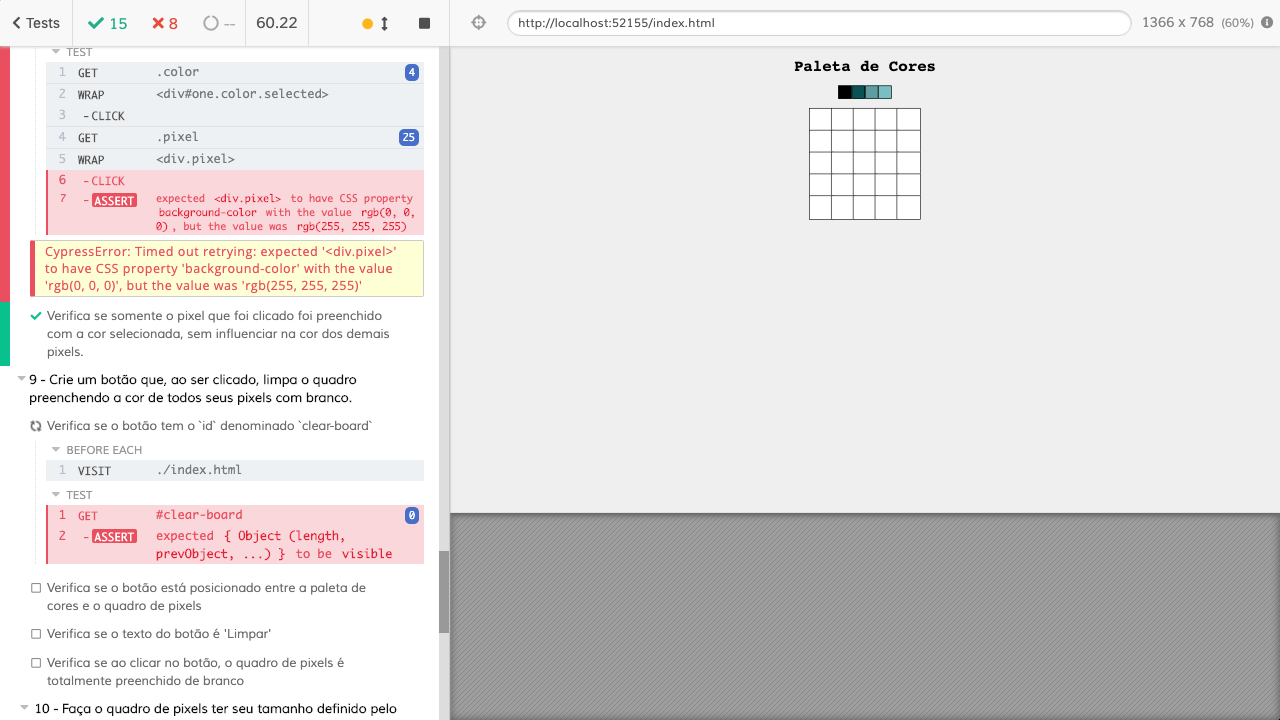 Tests 15 8 -- 60.22 http://localhost:52155/index.html 1366 x 768 (60%)
TEST
1 GET .color 4
2 WRAP <div#one.color.selected>
3 -CLICK
4 GET .pixel 25
5 WRAP <div.pixel>
6 -CLICK
7 -ASSERT expected <div.pixel> to have CSS property
background-color with the value rgb(0, 0,
0), but the value was rgb(255, 255, 255)
CypressError: Timed out retrying: expected '<div.pixel>'
to have CSS property 'background-color' with the value
'rgb(0, 0, 0)', but the value was 'rgb(255, 255, 255)'
Verifica se somente o pixel que foi clicado foi preenchido
com a cor selecionada, sem influenciar na cor dos demais
pixels.
9 - Crie um botão que, ao ser clicado, limpa o quadro
preenchendo a cor de todos seus pixels com branco.
Verifica se o botão tem o `id` denominado `clear-board`
BEFORE EACH
1 VISIT ./index.html
TEST
1 GET #clear-board 0
2 -ASSERT expected { Object (length,
prevObject, ...) } to be visible
Verifica se o botão está posicionado entre a paleta de
cores e o quadro de pixels
Verifica se o texto do botão é 'Limpar'
Verifica se ao clicar no botão, o quadro de pixels é
totalmente preenchido de branco
10 - Faça o quadro de pixels ter seu tamanho definido pelo
Paleta de Cores